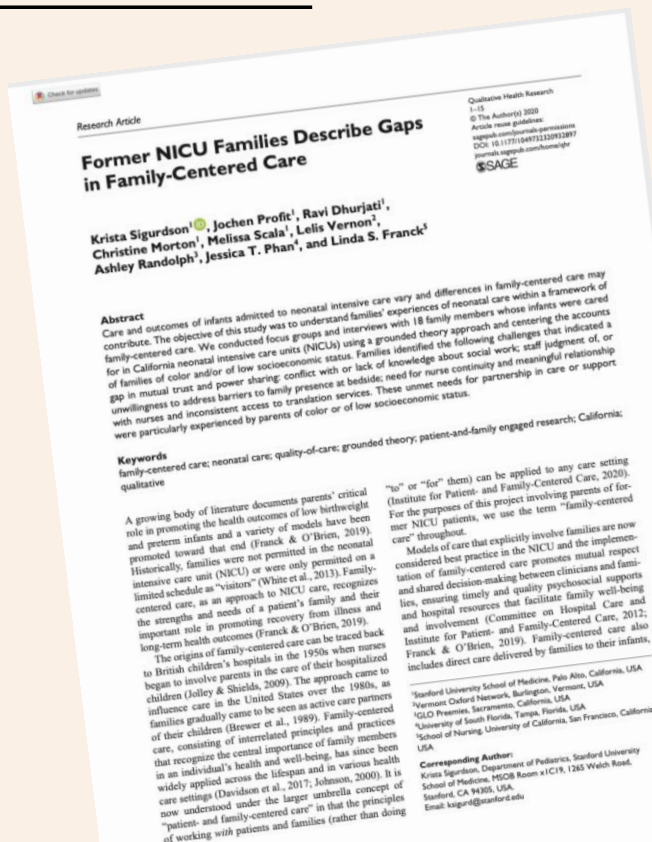 Check for updates
Research Article
Qualitative Health Research
1–15
© The Author(s) 2020
Article reuse guidelines:
sagepub.com/journals-permissions
DOI: 10.1177/1049732320932897
journals.sagepub.com/home/qhr
SAGE
Former NICU Families Describe Gaps
in Family-Centered Care
Krista Sigurdson¹ iD, Jochen Profit¹, Ravi Dhurjati¹,
Christine Morton¹, Melissa Scala¹, Lelis Vernon²,
Ashley Randolph³, Jessica T. Phan⁴, and Linda S. Franck⁵
Abstract
Care and outcomes of infants admitted to neonatal intensive care vary and differences in family-centered care may
contribute. The objective of this study was to understand families' experiences of neonatal care within a framework of
family-centered care. We conducted focus groups and interviews with 18 family members whose infants were cared
for in California neonatal intensive care units (NICUs) using a grounded theory approach and centering the accounts
of families of color and/or of low socioeconomic status. Families identified the following challenges that indicated a
gap in mutual trust and power sharing: conflict with or lack of knowledge about social work; staff judgment of, or
unwillingness to address barriers to family presence at bedside; need for nurse continuity and meaningful relationship
with nurses and inconsistent access to translation services. These unmet needs for partnership in care or support
were particularly experienced by parents of color or of low socioeconomic status.
Keywords
family-centered care; neonatal care; quality-of-care; grounded theory; patient-and-family engaged research; California;
qualitative
A growing body of literature documents parents' critical
role in promoting the health outcomes of low birthweight
and preterm infants and a variety of models have been
promoted toward that end (Franck & O'Brien, 2019).
Historically, families were not permitted in the neonatal
intensive care unit (NICU) or were only permitted on a
limited schedule as "visitors" (White et al., 2013). Family-
centered care, as an approach to NICU care, recognizes
the strengths and needs of a patient's family and their
important role in promoting recovery from illness and
long-term health outcomes (Franck & O'Brien, 2019).
The origins of family-centered care can be traced back
to British children's hospitals in the 1950s when nurses
began to involve parents in the care of their hospitalized
children (Jolley & Shields, 2009). The approach came to
influence care in the United States over the 1980s, as
families gradually came to be seen as active care partners
of their children (Brewer et al., 1989). Family-centered
care, consisting of interrelated principles and practices
that recognize the central importance of family members
in an individual's health and well-being, has since been
widely applied across the lifespan and in various health
care settings (Davidson et al., 2017; Johnson, 2000). It is
now understood under the larger umbrella concept of
"patient- and family-centered care" in that the principles
of working with patients and families (rather than doing
"to" or "for" them) can be applied to any care setting
(Institute for Patient- and Family-Centered Care, 2020).
For the purposes of this project involving parents of for-
mer NICU patients, we use the term "family-centered
care" throughout.
Models of care that explicitly involve families are now
considered best practice in the NICU and the implemen-
tation of family-centered care promotes mutual respect
and shared decision-making between clinicians and fami-
lies, ensuring timely and quality psychosocial supports
and hospital resources that facilitate family well-being
and involvement (Committee on Hospital Care and
Institute for Patient- and Family-Centered Care, 2012;
Franck & O'Brien, 2019). Family-centered care also
includes direct care delivered by families to their infants,
¹Stanford University School of Medicine, Palo Alto, California, USA
²Vermont Oxford Network, Burlington, Vermont, USA
³GLO Preemies, Sacramento, California, USA
⁴University of South Florida, Tampa, Florida, USA
⁵School of Nursing, University of California, San Francisco, California,
USA
Corresponding Author:
Krista Sigurdson, Department of Pediatrics, Stanford University
School of Medicine, MSOB Room x1C19, 1265 Welch Road,
Stanford, CA 94305, USA.
Email: ksigurd@stanford.edu